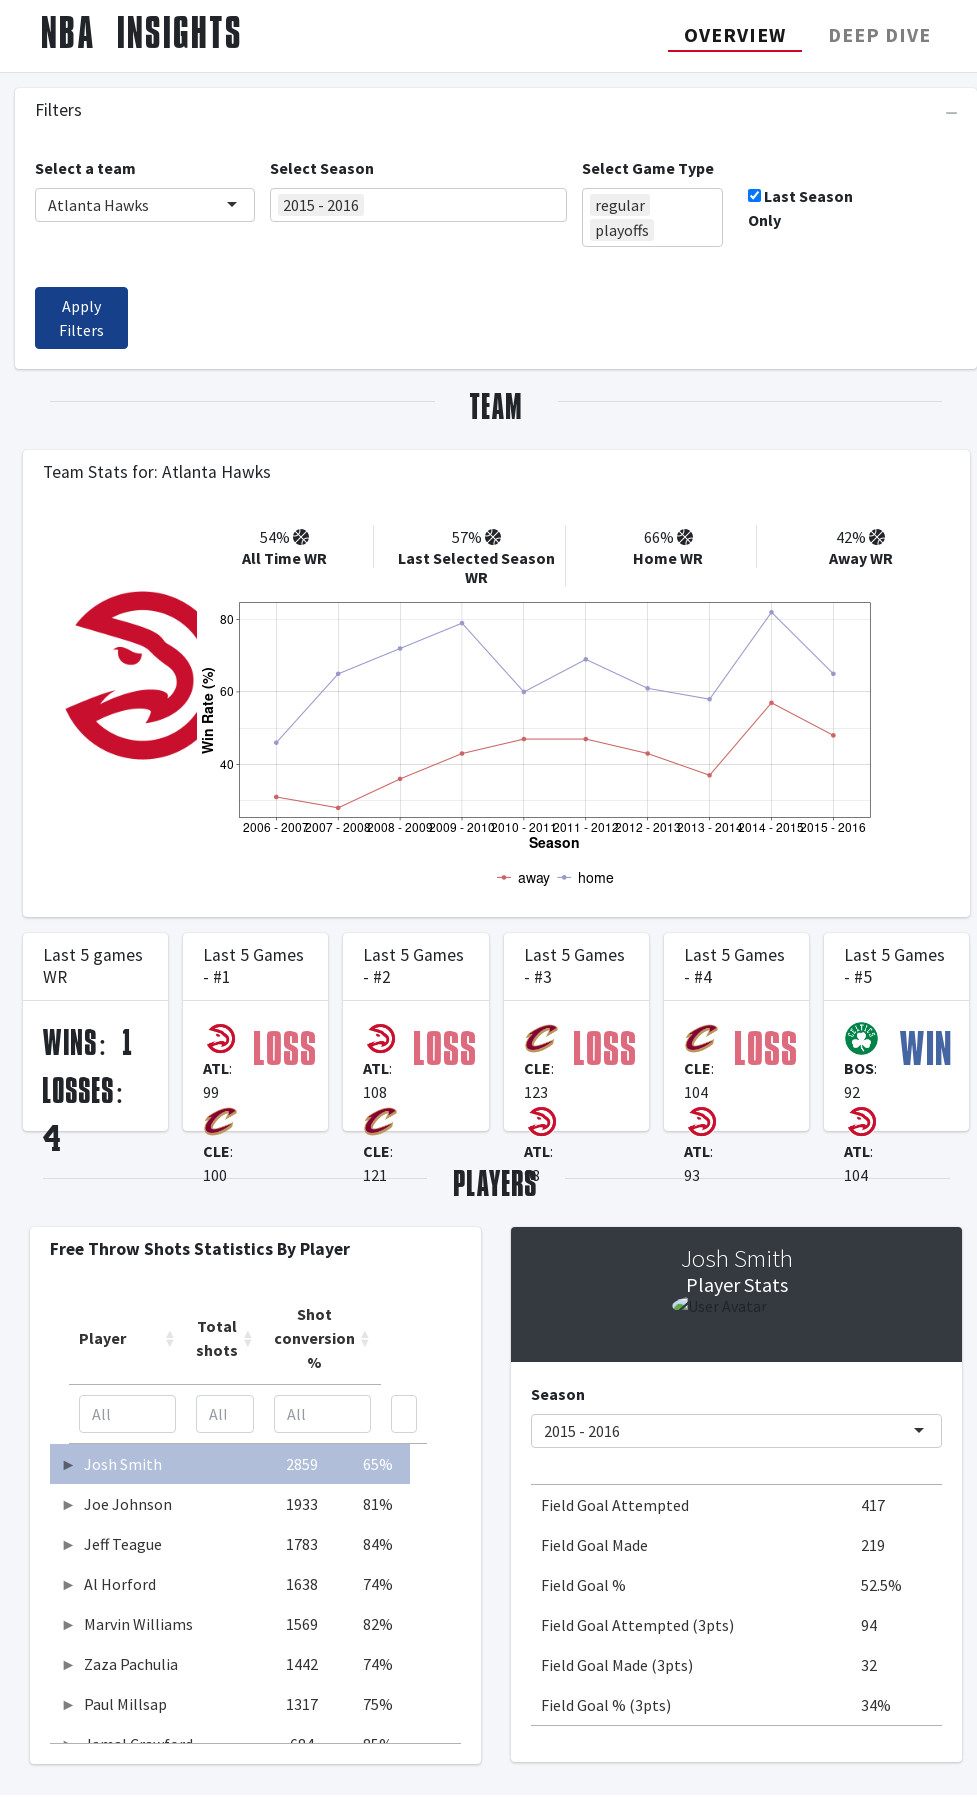 NBA INSIGHTS
OVERVIEW
DEEP DIVE
Filters
Select a team
Select Season
Select Game Type
Atlanta Hawks
2015 - 2016
regular
playoffs
Last Season
Only
Apply
Filters
TEAM
Team Stats for: Atlanta Hawks
54%
All Time WR
57%
Last Selected Season
WR
66%
Home WR
42%
Away WR
Win Rate (%)
80
60
40
2006 - 2007
2007 - 2008
2008 - 2009
2009 - 2010
2010 - 2011
2011 - 2012
2012 - 2013
2013 - 2014
2014 - 2015
2015 - 2016
Season
away
home
Last 5 games
WR
WINS: 1
LOSSES:
4
Last 5 Games
- #1
LOSS
ATL:
99
CLE:
100
Last 5 Games
- #2
LOSS
ATL:
108
CLE:
121
Last 5 Games
- #3
LOSS
CLE:
123
ATL:
Last 5 Games
- #4
LOSS
CLE:
104
ATL:
93
Last 5 Games
- #5
CELTICS
WIN
BOS:
92
ATL:
104
PLAYERS
Free Throw Shots Statistics By Player
Player
Total
shots
Shot
conversion
%
All
All
All
Josh Smith 2859 65%
Joe Johnson 1933 81%
Jeff Teague 1783 84%
Al Horford 1638 74%
Marvin Williams 1569 82%
Zaza Pachulia 1442 74%
Paul Millsap 1317 75%
Jamal Crawford 684 85%
Josh Smith
Player Stats
User Avatar
Season
2015 - 2016
Field Goal Attempted 417
Field Goal Made 219
Field Goal % 52.5%
Field Goal Attempted (3pts) 94
Field Goal Made (3pts) 32
Field Goal % (3pts) 34%